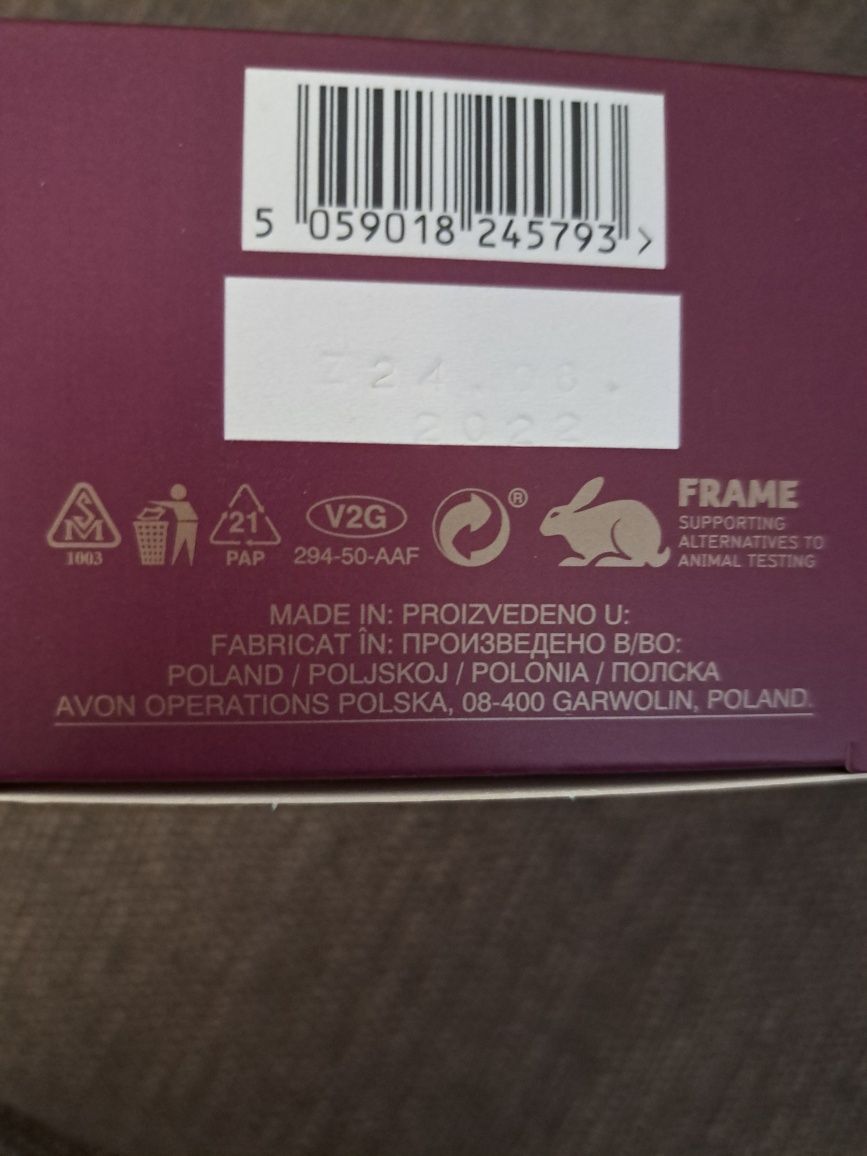 5 059018 245793 >
Z 24.06.
2022
SM
1003
21
PAP
V2G
294-50-AAF
®
FRAME
SUPPORTING
ALTERNATIVES TO
ANIMAL TESTING
MADE IN: PROIZVEDENO U:
FABRICAT ÎN: ПРОИЗВЕДЕНО В/ВО:
POLAND / POLJSKOJ / POLONIA / ПОЛСКА
AVON OPERATIONS POLSKA, 08-400 GARWOLIN, POLAND.